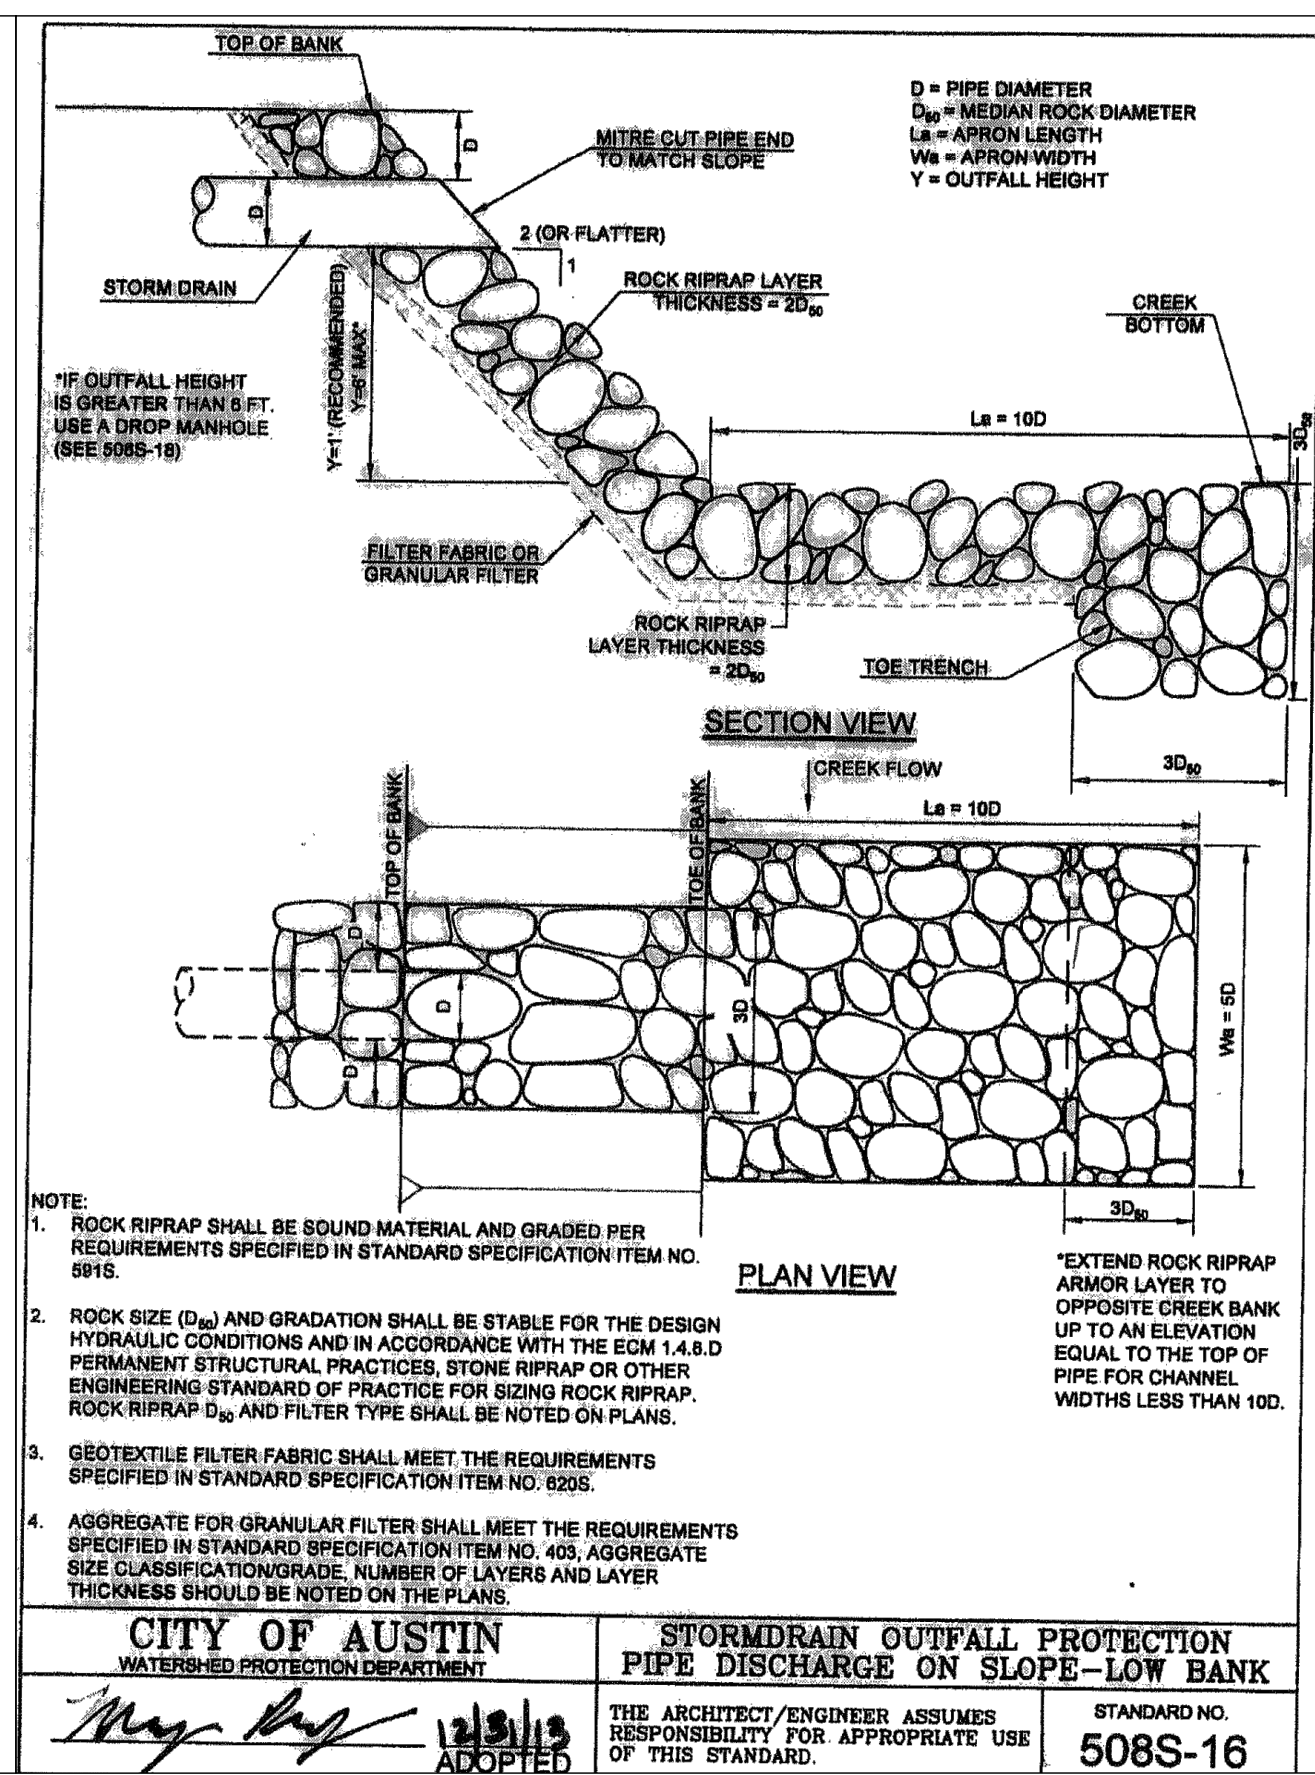 TOP OF BANK
D = PIPE DIAMETER
D50 = MEDIAN ROCK DIAMETER
La = APRON LENGTH
Wa = APRON WIDTH
Y = OUTFALL HEIGHT
D
MITRE CUT PIPE END
TO MATCH SLOPE
D
2 (OR FLATTER)
1
STORM DRAIN
ROCK RIPRAP LAYER
THICKNESS = 2D50
CREEK
BOTTOM
Y=1' (RECOMMENDED)
Y=6' MAX*
*IF OUTFALL HEIGHT
IS GREATER THAN 6 FT.
USE A DROP MANHOLE
(SEE 508S-18)
La = 10D
3D50
FILTER FABRIC OR
GRANULAR FILTER
ROCK RIPRAP
LAYER THICKNESS
= 2D50
TOE TRENCH
SECTION VIEW
3D50
CREEK FLOW
TOP OF BANK
TOE OF BANK
La = 10D
D
D
D
3D
Wa = 5D
3D50
PLAN VIEW
*EXTEND ROCK RIPRAP
ARMOR LAYER TO
OPPOSITE CREEK BANK
UP TO AN ELEVATION
EQUAL TO THE TOP OF
PIPE FOR CHANNEL
WIDTHS LESS THAN 10D.
NOTE:
1. ROCK RIPRAP SHALL BE SOUND MATERIAL AND GRADED PER
REQUIREMENTS SPECIFIED IN STANDARD SPECIFICATION ITEM NO.
591S.
2. ROCK SIZE (D50) AND GRADATION SHALL BE STABLE FOR THE DESIGN
HYDRAULIC CONDITIONS AND IN ACCORDANCE WITH THE ECM 1.4.6.D
PERMANENT STRUCTURAL PRACTICES, STONE RIPRAP OR OTHER
ENGINEERING STANDARD OF PRACTICE FOR SIZING ROCK RIPRAP.
ROCK RIPRAP D50 AND FILTER TYPE SHALL BE NOTED ON PLANS.
3. GEOTEXTILE FILTER FABRIC SHALL MEET THE REQUIREMENTS
SPECIFIED IN STANDARD SPECIFICATION ITEM NO. 620S.
4. AGGREGATE FOR GRANULAR FILTER SHALL MEET THE REQUIREMENTS
SPECIFIED IN STANDARD SPECIFICATION ITEM NO. 403, AGGREGATE
SIZE CLASSIFICATION/GRADE, NUMBER OF LAYERS AND LAYER
THICKNESS SHOULD BE NOTED ON THE PLANS.
CITY OF AUSTIN
WATERSHED PROTECTION DEPARTMENT
STORMDRAIN OUTFALL PROTECTION
PIPE DISCHARGE ON SLOPE-LOW BANK
12/31/13
ADOPTED
THE ARCHITECT/ENGINEER ASSUMES
RESPONSIBILITY FOR APPROPRIATE USE
OF THIS STANDARD.
STANDARD NO.
508S-16